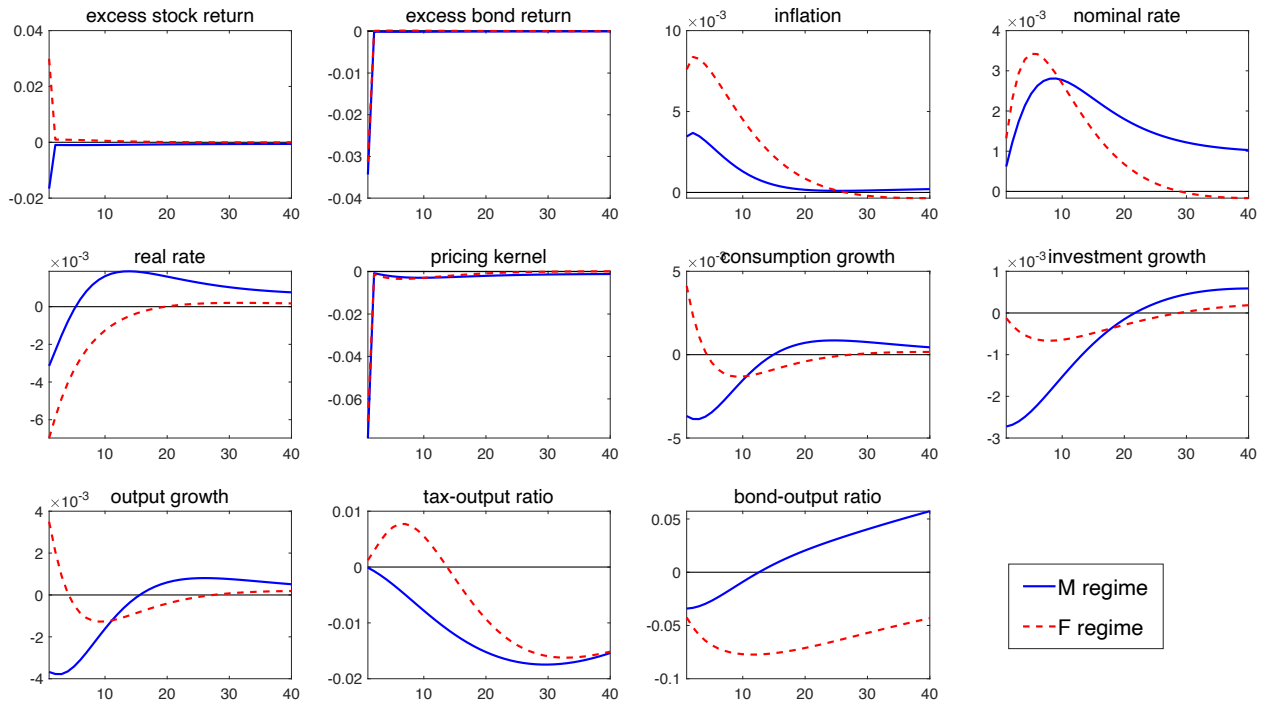 excess stock return
0.04
0.02
0
-0.02
10 20 30 40
excess bond return
0
-0.01
-0.02
-0.03
-0.04
10 20 30 40
inflation
×10⁻³
10
5
0
10 20 30 40
nominal rate
×10⁻³
4
3
2
1
0
10 20 30 40
real rate
×10⁻³
0
-2
-4
-6
10 20 30 40
pricing kernel
0
-0.02
-0.04
-0.06
10 20 30 40
consumption growth
×10⁻³
5
0
-5
10 20 30 40
investment growth
×10⁻³
1
0
-1
-2
-3
10 20 30 40
output growth
×10⁻³
4
2
0
-2
-4
10 20 30 40
tax-output ratio
0.01
0
-0.01
-0.02
10 20 30 40
bond-output ratio
0.05
0
-0.05
-0.1
10 20 30 40
M regime
F regime